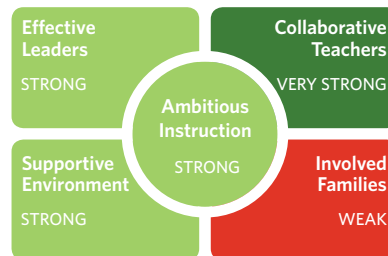 Effective
Leaders
STRONG
Collaborative
Teachers
VERY STRONG
Ambitious
Instruction
STRONG
Supportive
Environment
STRONG
Involved
Families
WEAK